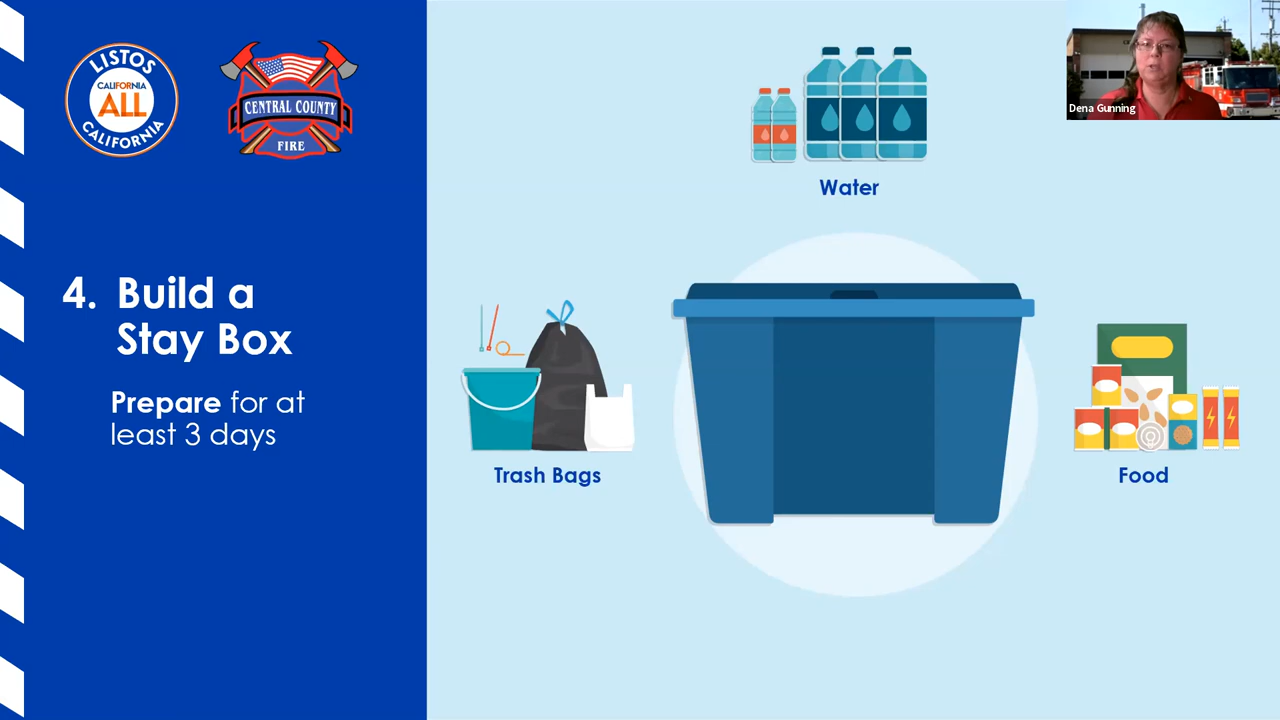 LISTOS
CALIFORNIA
ALL
CALIFORNIA
CENTRAL COUNTY
FIRE
4. Build a
Stay Box
Prepare for at
least 3 days
Water
Trash Bags
Food
Dena Gunning